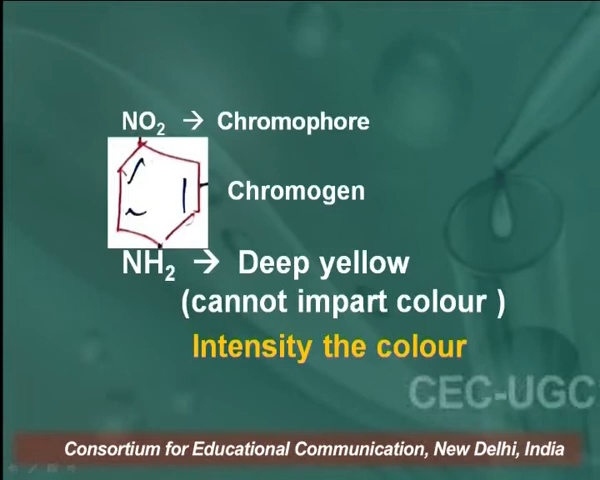 NO₂ → Chromophore
Chromogen
NH₂ → Deep yellow
(cannot impart colour )
Intensity the colour
CEC-UGC
Consortium for Educational Communication, New Delhi, India